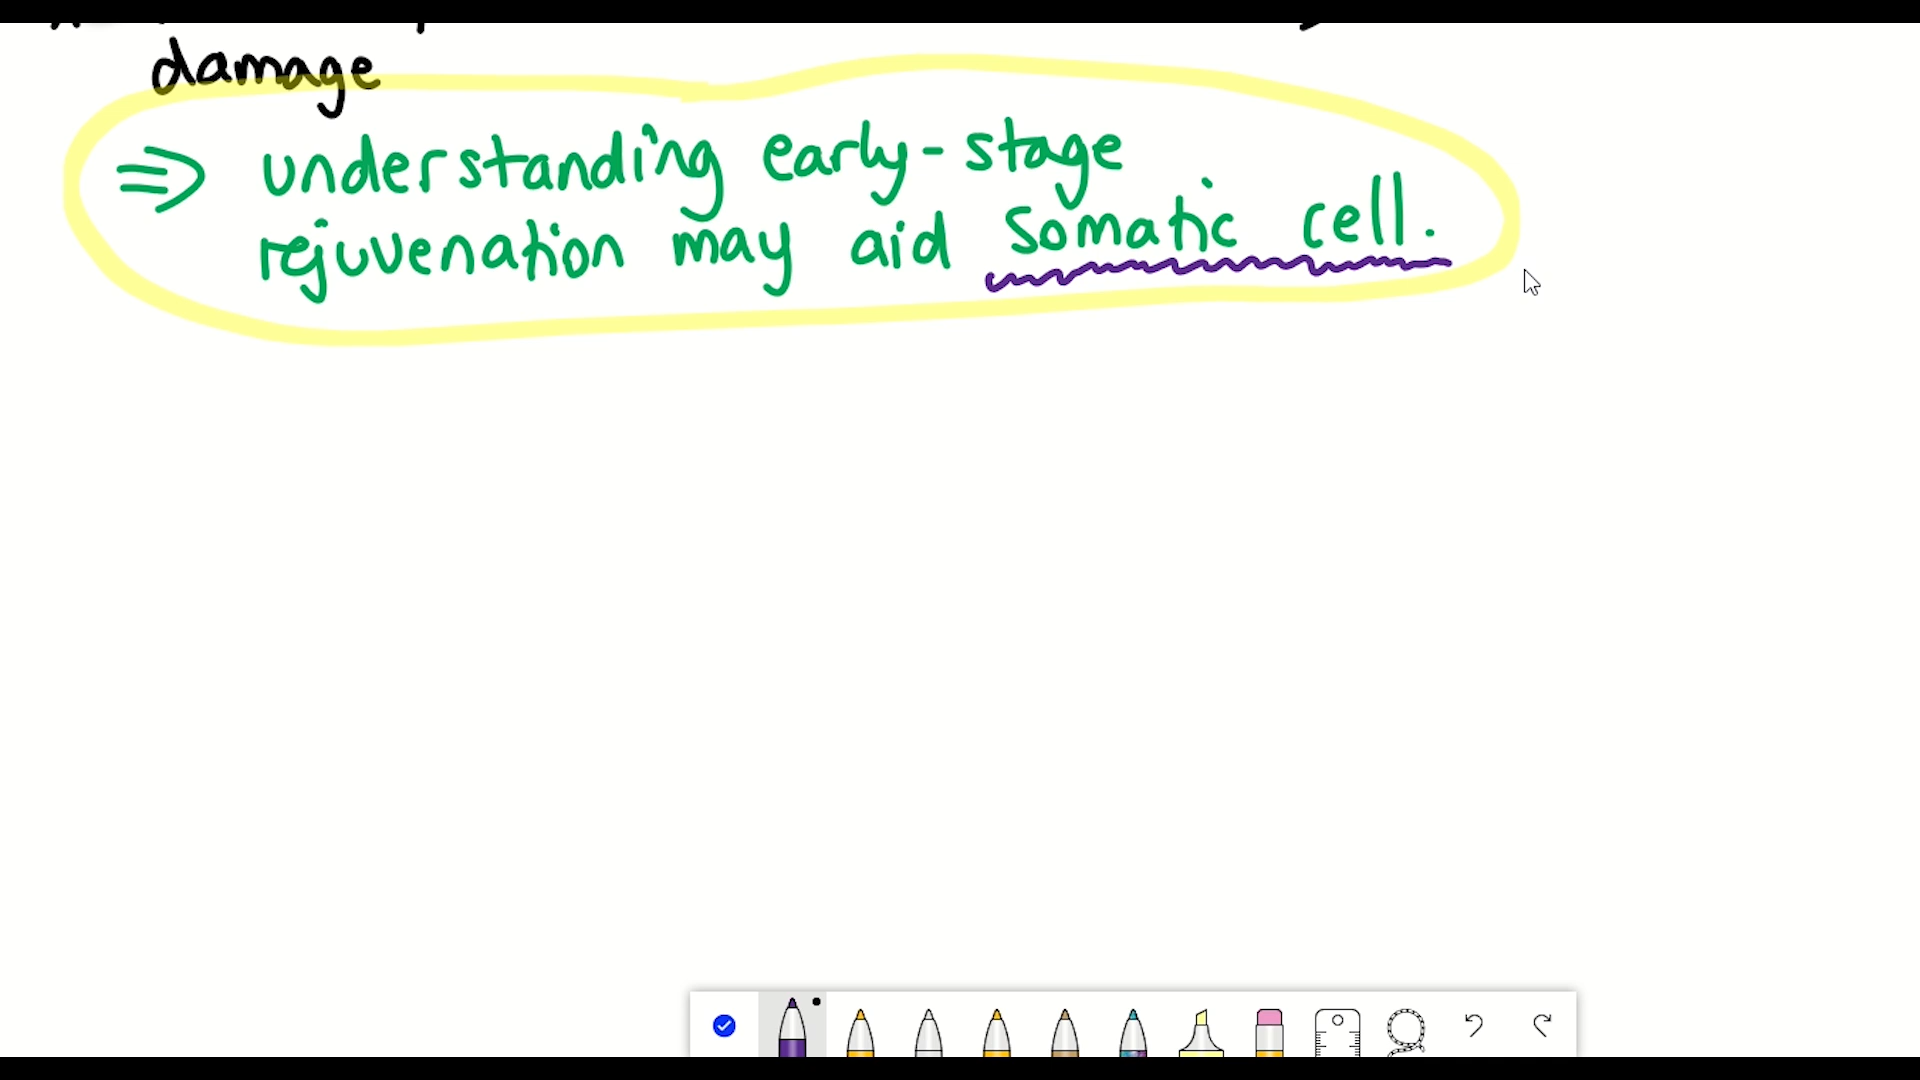 damage
⇒ understanding early-stage
rejuvenation may aid somatic cell.